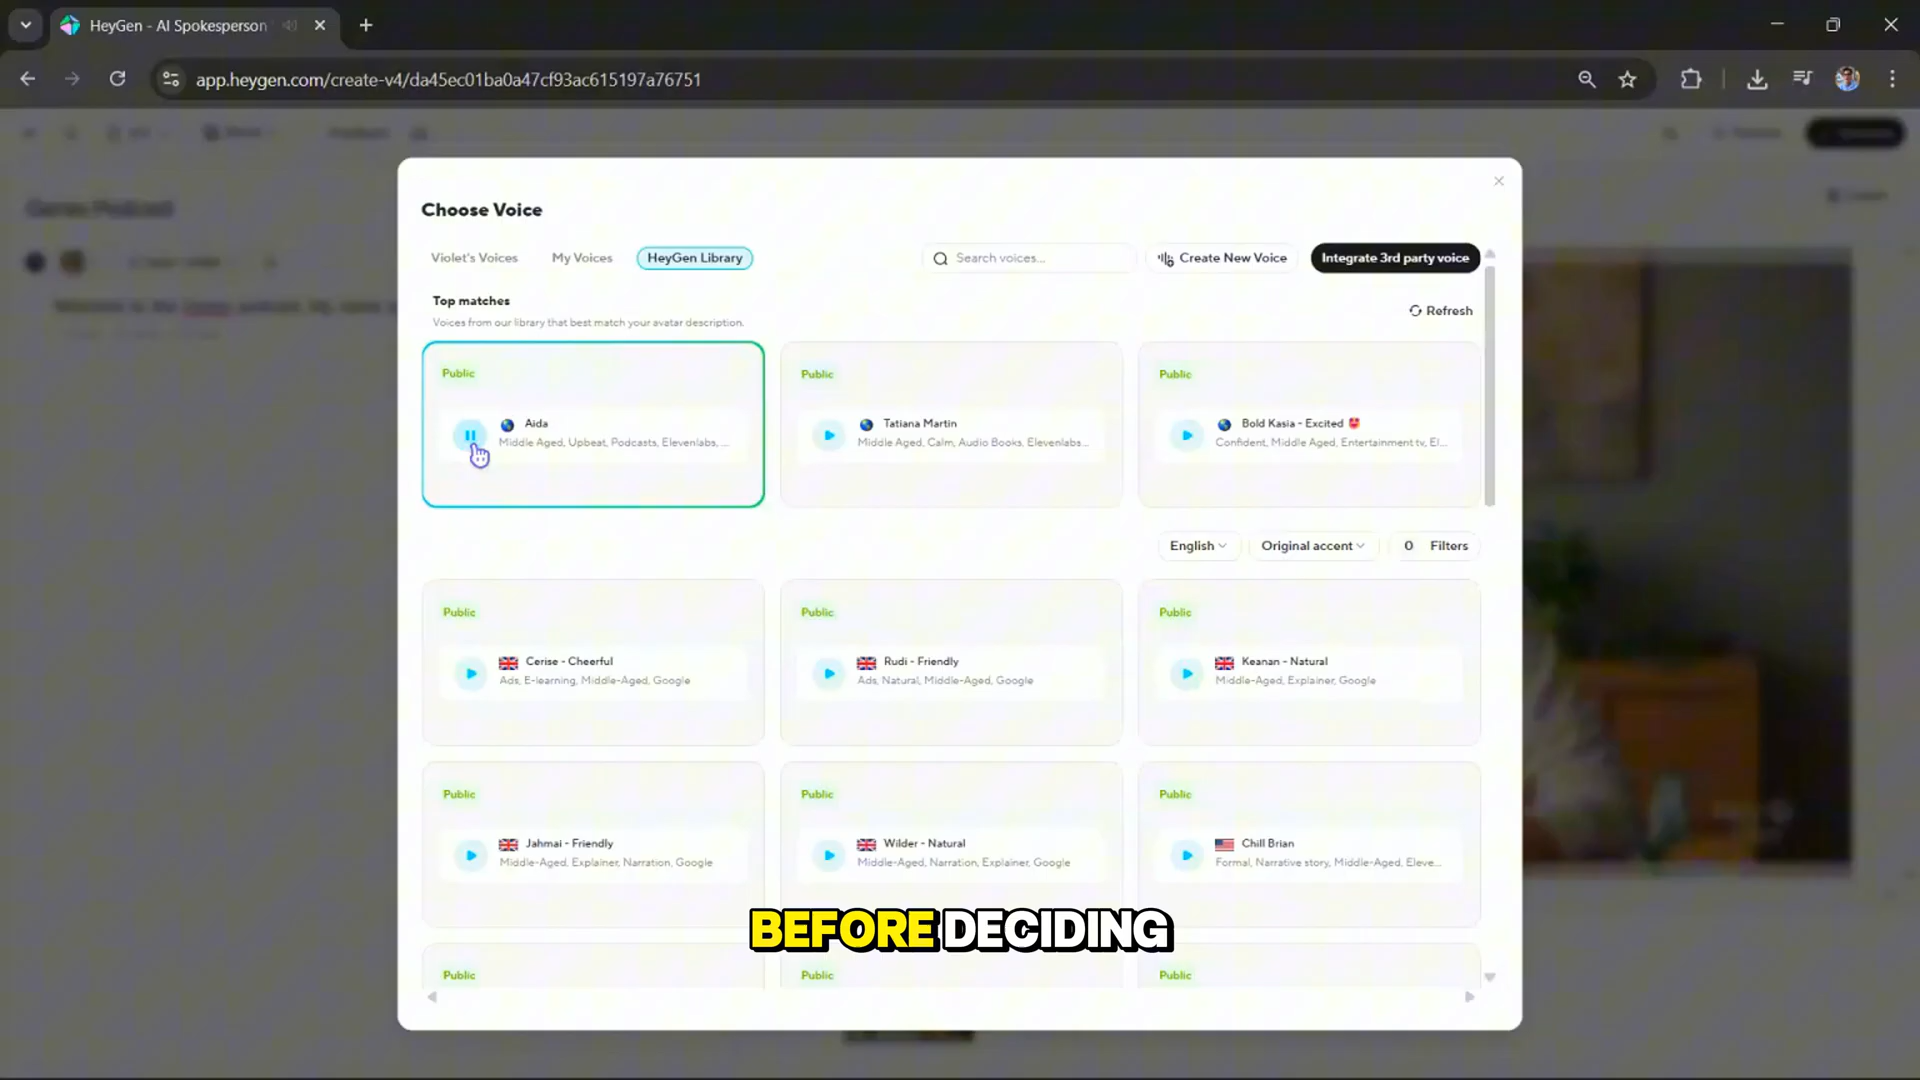 HeyGen - AI Spokesperson
app.heygen.com/create-v4/da45ec01ba0a47cf93ac615197a76751
Choose Voice
Violet's Voices
My Voices
HeyGen Library
Search voices...
Create New Voice
Integrate 3rd party voice
Top matches
Voices from our library that best match your avatar description.
Refresh
Public
Aida
Middle Aged, Upbeat, Podcasts, Elevenlabs, ...
Public
Tatiana Martin
Middle Aged, Calm, Audio Books, Elevenlabs...
Public
Bold Kasia - Excited
Confident, Middle Aged, Entertainment tv, El...
English
Original accent
0 Filters
Public
Cerise - Cheerful
Ads, E-learning, Middle-Aged, Google
Public
Rudi - Friendly
Ads, Natural, Middle-Aged, Google
Public
Keanan - Natural
Middle-Aged, Explainer, Google
Public
Jahmai - Friendly
Middle-Aged, Explainer, Narration, Google
Public
Wilder - Natural
Middle-Aged, Narration, Explainer, Google
Public
Chill Brian
Formal, Narrative story, Middle-Aged, Eleve...
BEFORE DECIDING
Public
Public
Public